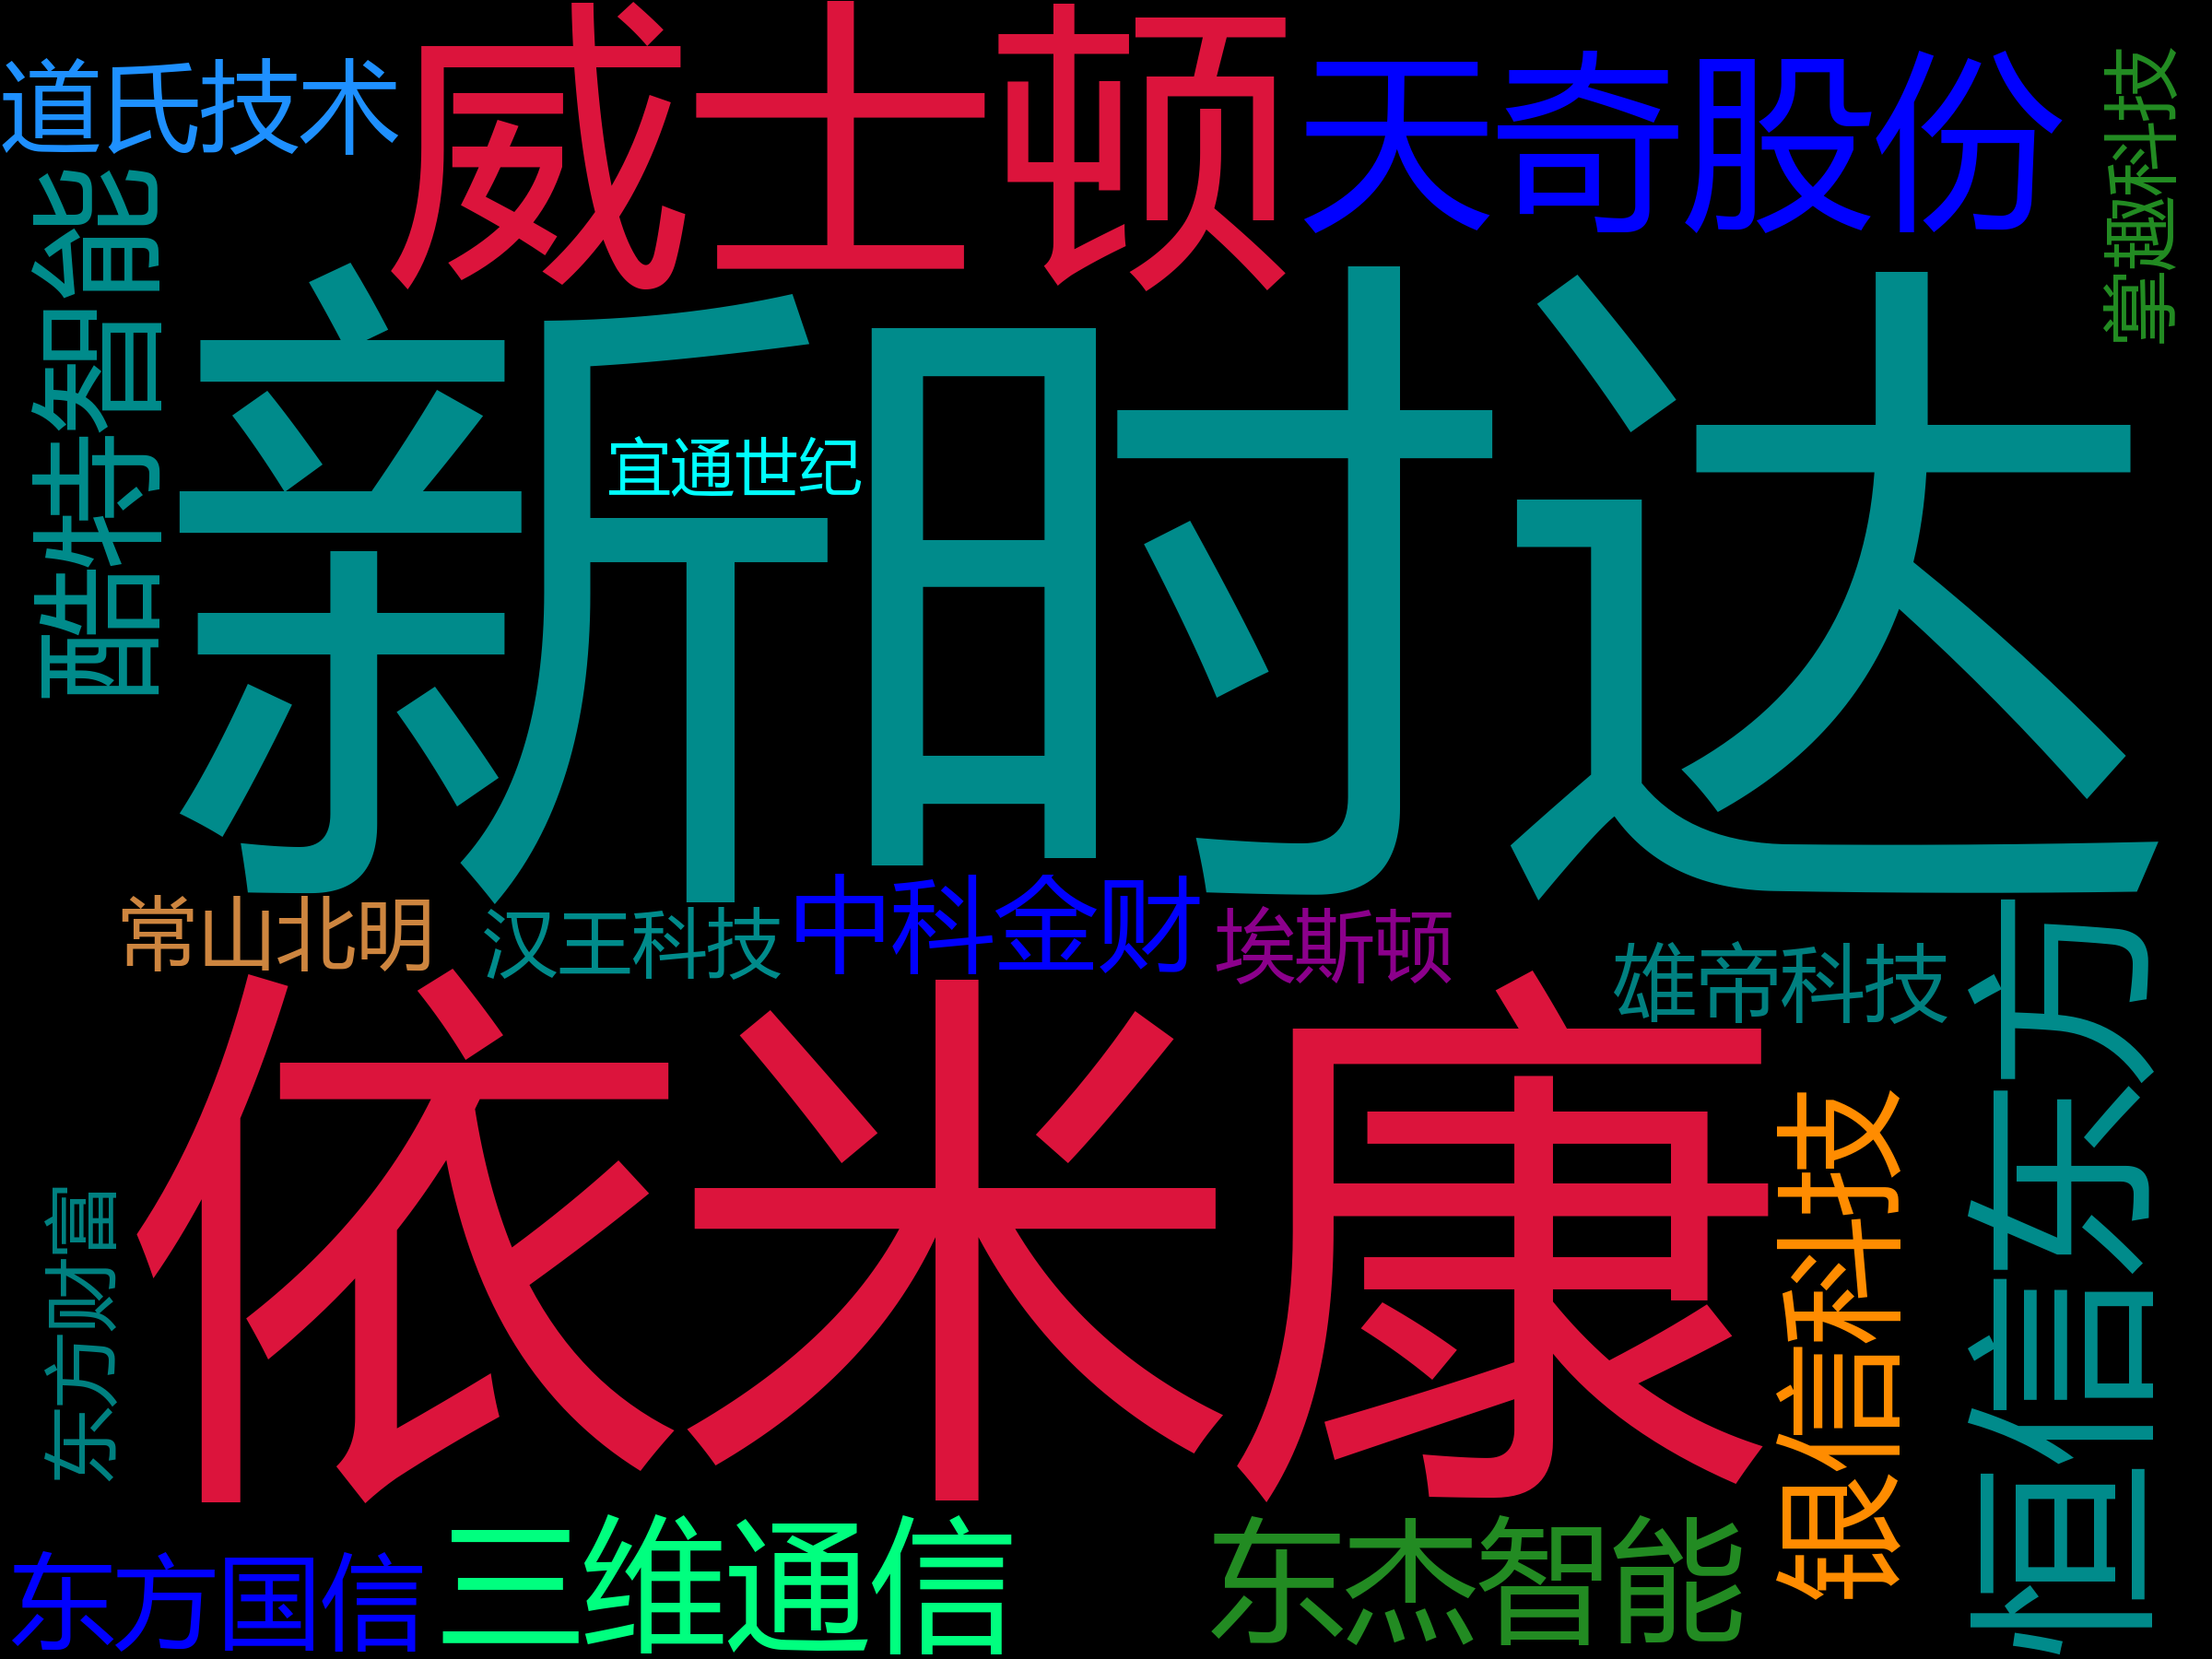 道氏技术
威士顿
天奇股份
掌趣科技
酷特智能
新时达
宜通世纪
常山北明
汉王科技
中科金财
埃斯顿
维帝科技
依米康
银信科技
恒信东方
东方财富
东方国信
三维通信
东杰智能